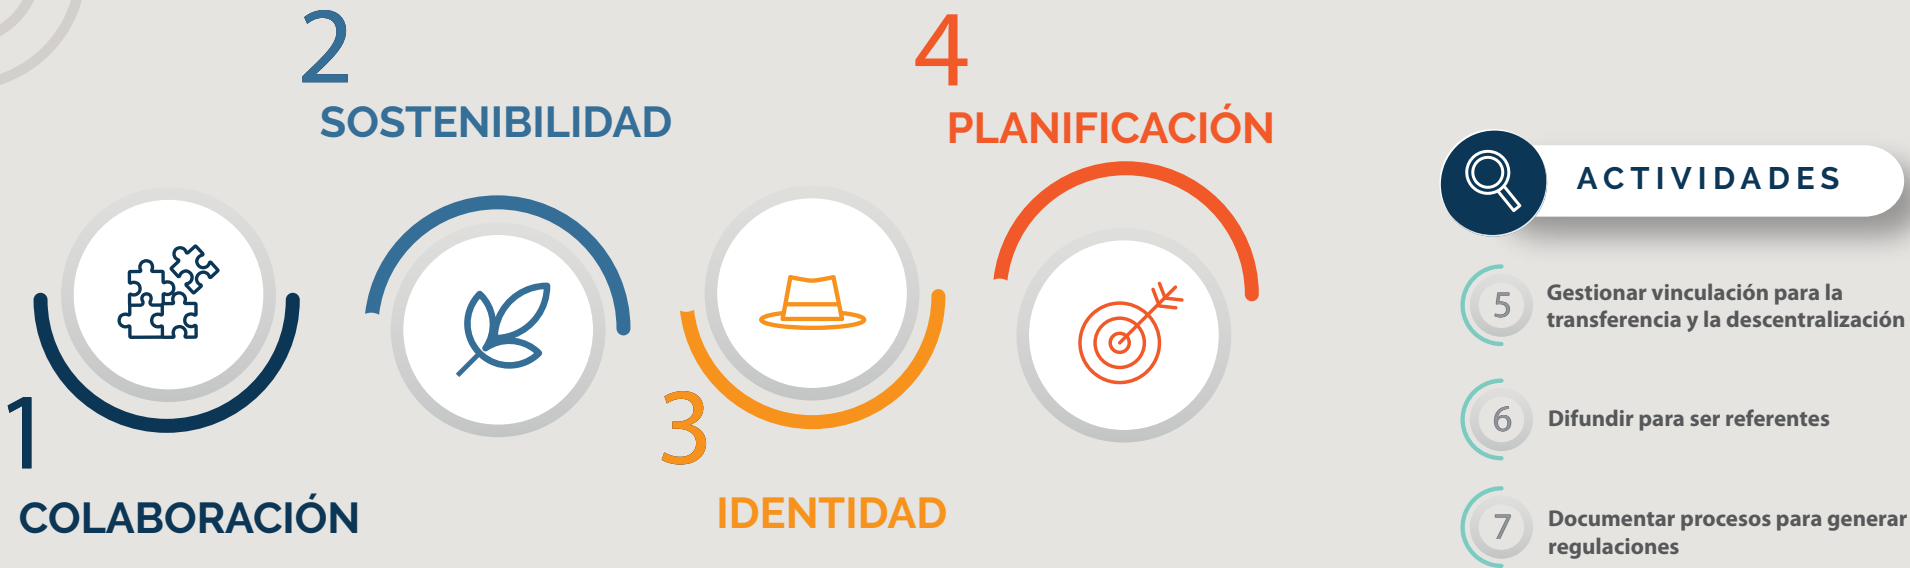 1
COLABORACIÓN
2
SOSTENIBILIDAD
3
IDENTIDAD
4
PLANIFICACIÓN
ACTIVIDADES
5
Gestionar vinculación para la
transferencia y la descentralización
6
Difundir para ser referentes
7
Documentar procesos para generar
regulaciones